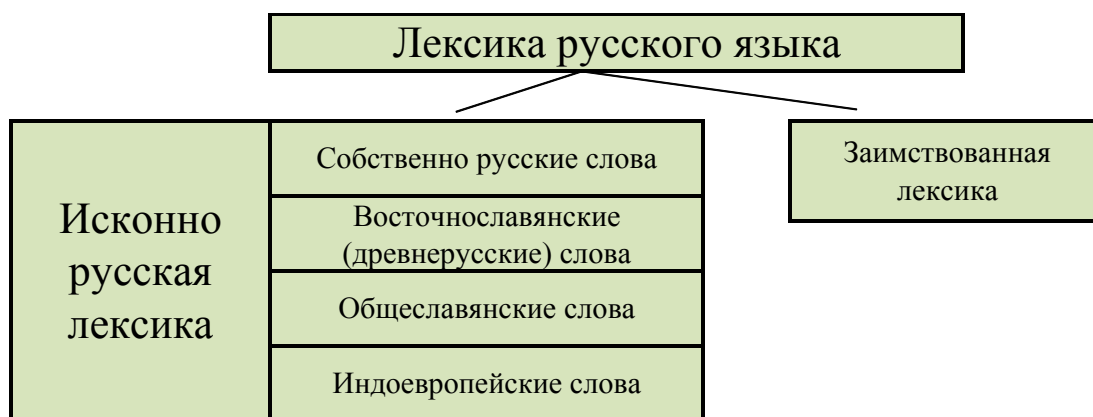 Лексика русского языка
Исконно
русская
лексика
Собственно русские слова
Восточнославянские
(древнерусские) слова
Общеславянские слова
Индоевропейские слова
Заимствованная
лексика